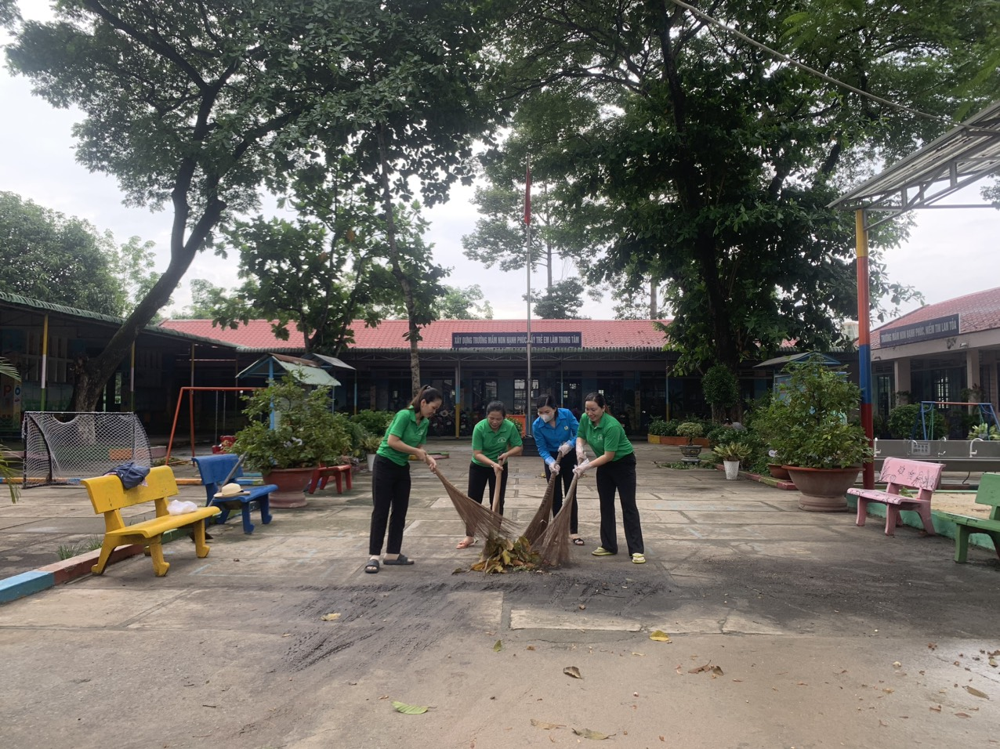 XÂY DỰNG TRƯỜNG MẦM NON HẠNH PHÚC, LẤY TRẺ EM LÀM TRUNG TÂM
TRƯỜNG MẦM NON HẠNH PHÚC, NIỀM TIN LAN TỎA